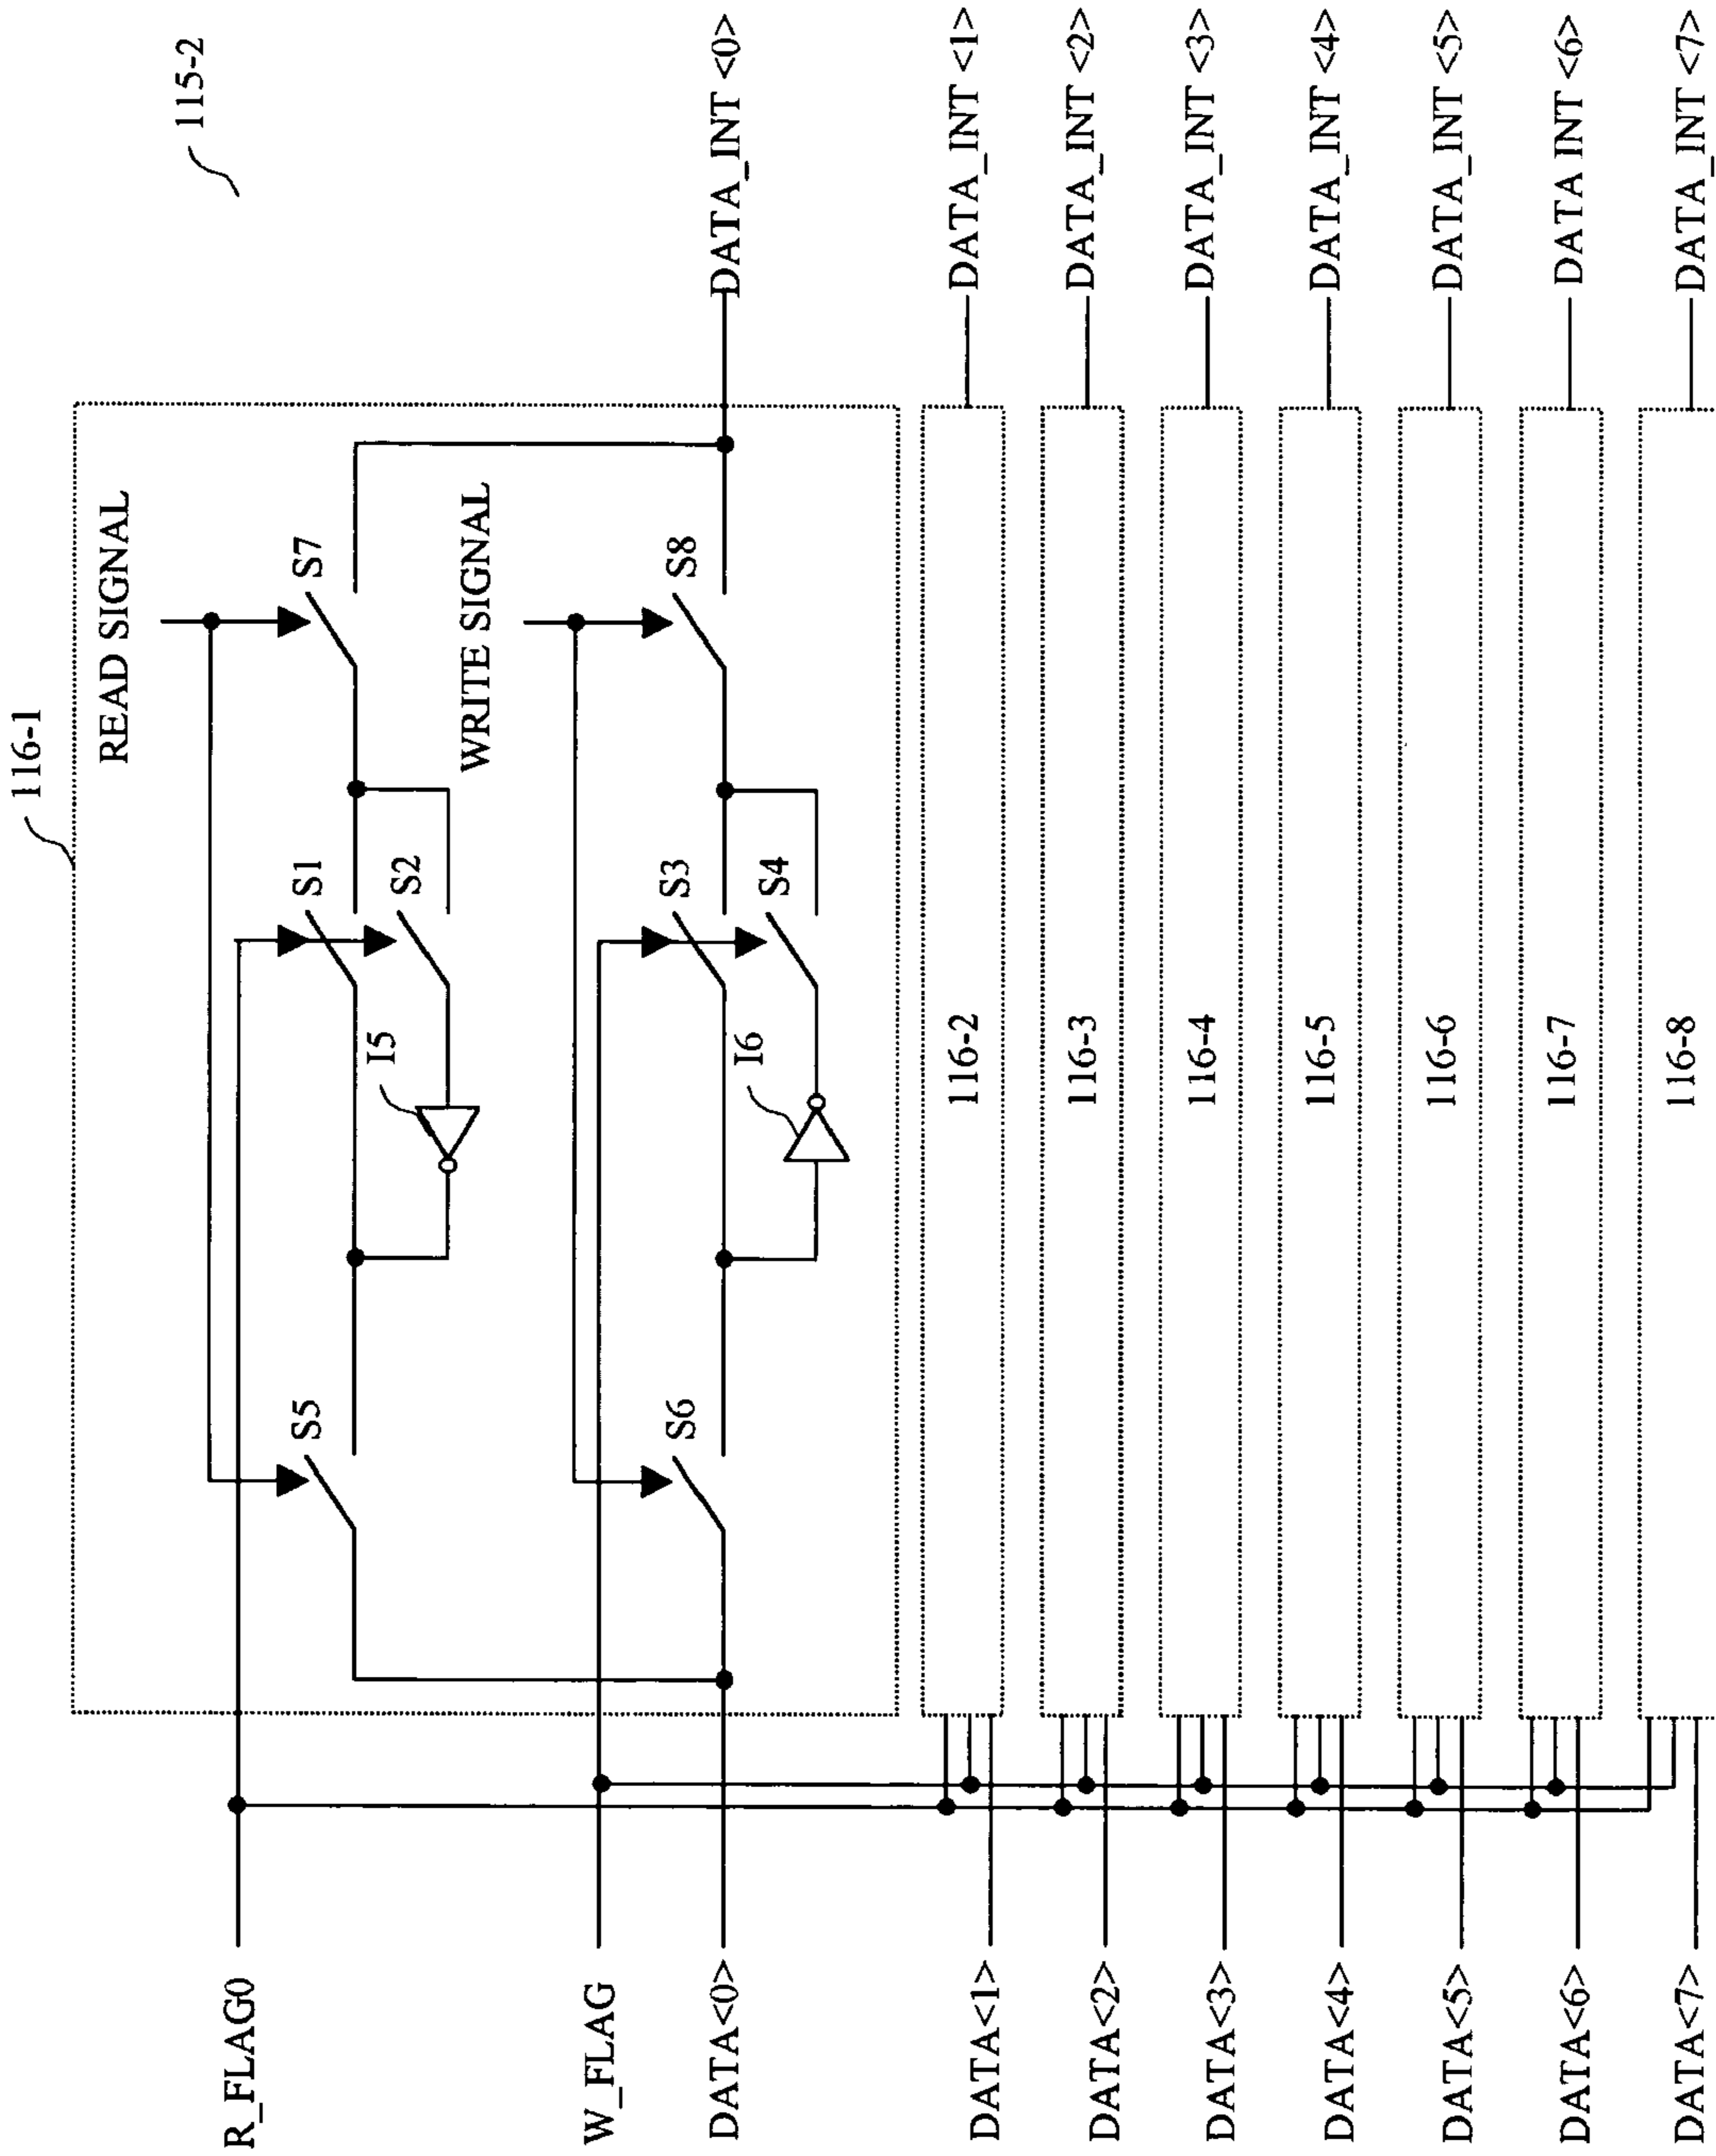 115-2
116-1
READ SIGNAL
S5
S1
S7
S2
I5
R_FLAG0
WRITE SIGNAL
S6
S3
S8
S4
I6
W_FLAG
DATA<0>
DATA_INT <0>
116-2
DATA<1>
DATA_INT <1>
116-3
DATA<2>
DATA_INT <2>
116-4
DATA<3>
DATA_INT <3>
116-5
DATA<4>
DATA_INT <4>
116-6
DATA<5>
DATA_INT <5>
116-7
DATA<6>
DATA INT <6>
116-8
DATA<7>
DATA_INT <7>